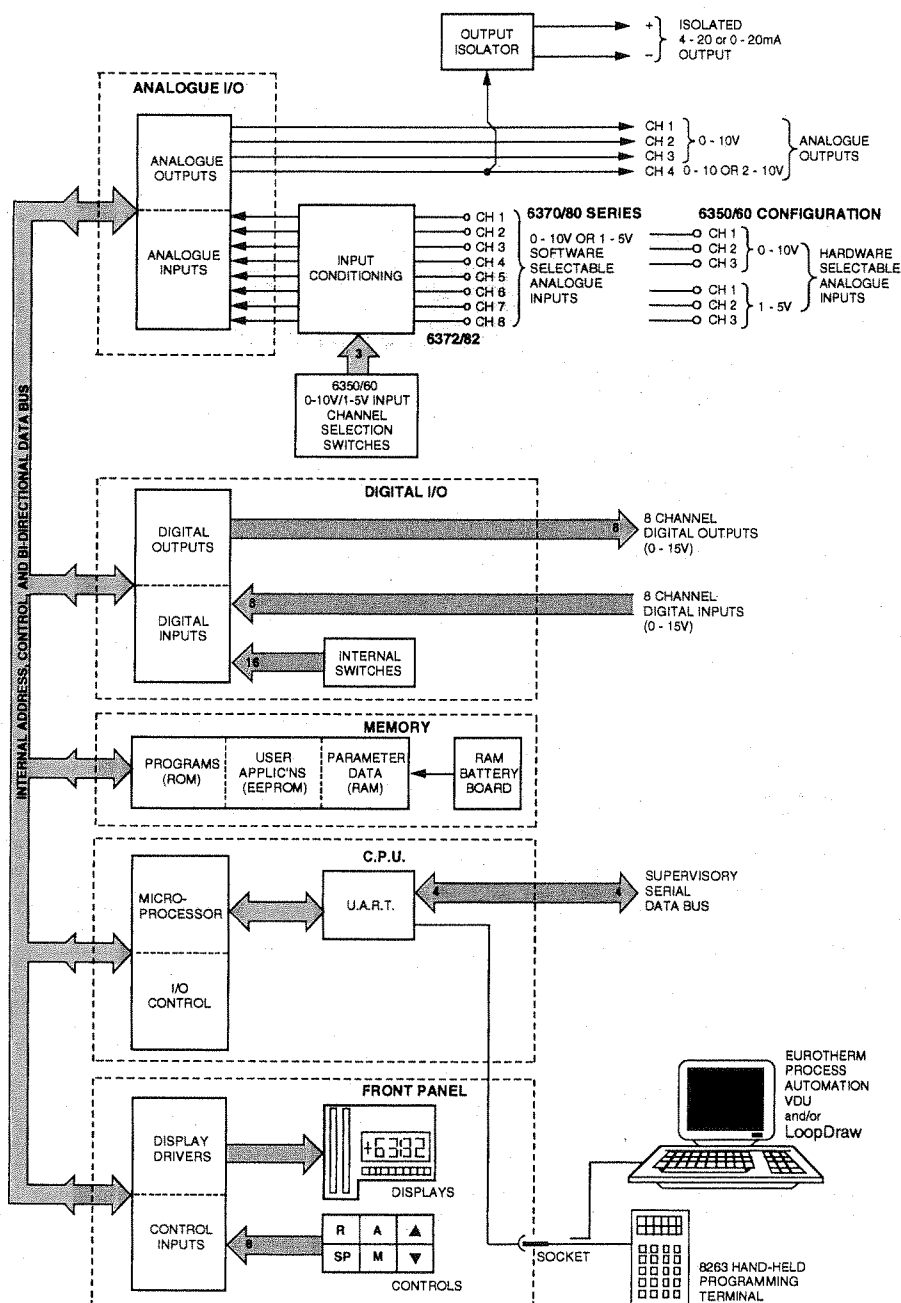 OUTPUT
ISOLATOR
+
–
ISOLATED
4 - 20 or 0 - 20mA
OUTPUT
ANALOGUE I/O
ANALOGUE
OUTPUTS
CH 1
CH 2
CH 3
0 - 10V
CH 4 0 - 10 OR 2 - 10V
ANALOGUE
OUTPUTS
ANALOGUE
INPUTS
INPUT
CONDITIONING
CH 1
CH 2
CH 3
CH 4
CH 5
CH 6
CH 7
CH 8
6370/80 SERIES
0 - 10V OR 1 - 5V
SOFTWARE
SELECTABLE
ANALOGUE
INPUTS
6372/82
6350/60 CONFIGURATION
CH 1
CH 2
CH 3
0 - 10V
CH 1
CH 2
CH 3
1 - 5V
HARDWARE
SELECTABLE
ANALOGUE
INPUTS
3
6350/60
0-10V/1-5V INPUT
CHANNEL
SELECTION
SWITCHES
INTERNAL ADDRESS, CONTROL, AND BI-DIRECTIONAL DATA BUS
DIGITAL I/O
DIGITAL
OUTPUTS
8
8 CHANNEL
DIGITAL OUTPUTS
(0 - 15V)
DIGITAL
INPUTS
8
8 CHANNEL
DIGITAL INPUTS
(0 - 15V)
16
INTERNAL
SWITCHES
MEMORY
PROGRAMS
(ROM)
USER
APPLIC'NS
(EEPROM)
PARAMETER
DATA
(RAM)
RAM
BATTERY
BOARD
C.P.U.
MICRO-
PROCESSOR
I/O
CONTROL
U.A.R.T.
4
4
SUPERVISORY
SERIAL
DATA BUS
FRONT PANEL
DISPLAY
DRIVERS
+63.92
DISPLAYS
CONTROL
INPUTS
8
R A ▲
SP M ▼
CONTROLS
SOCKET
EUROTHERM
PROCESS
AUTOMATION
VDU
and/or
LoopDraw
8263 HAND-HELD
PROGRAMMING
TERMINAL